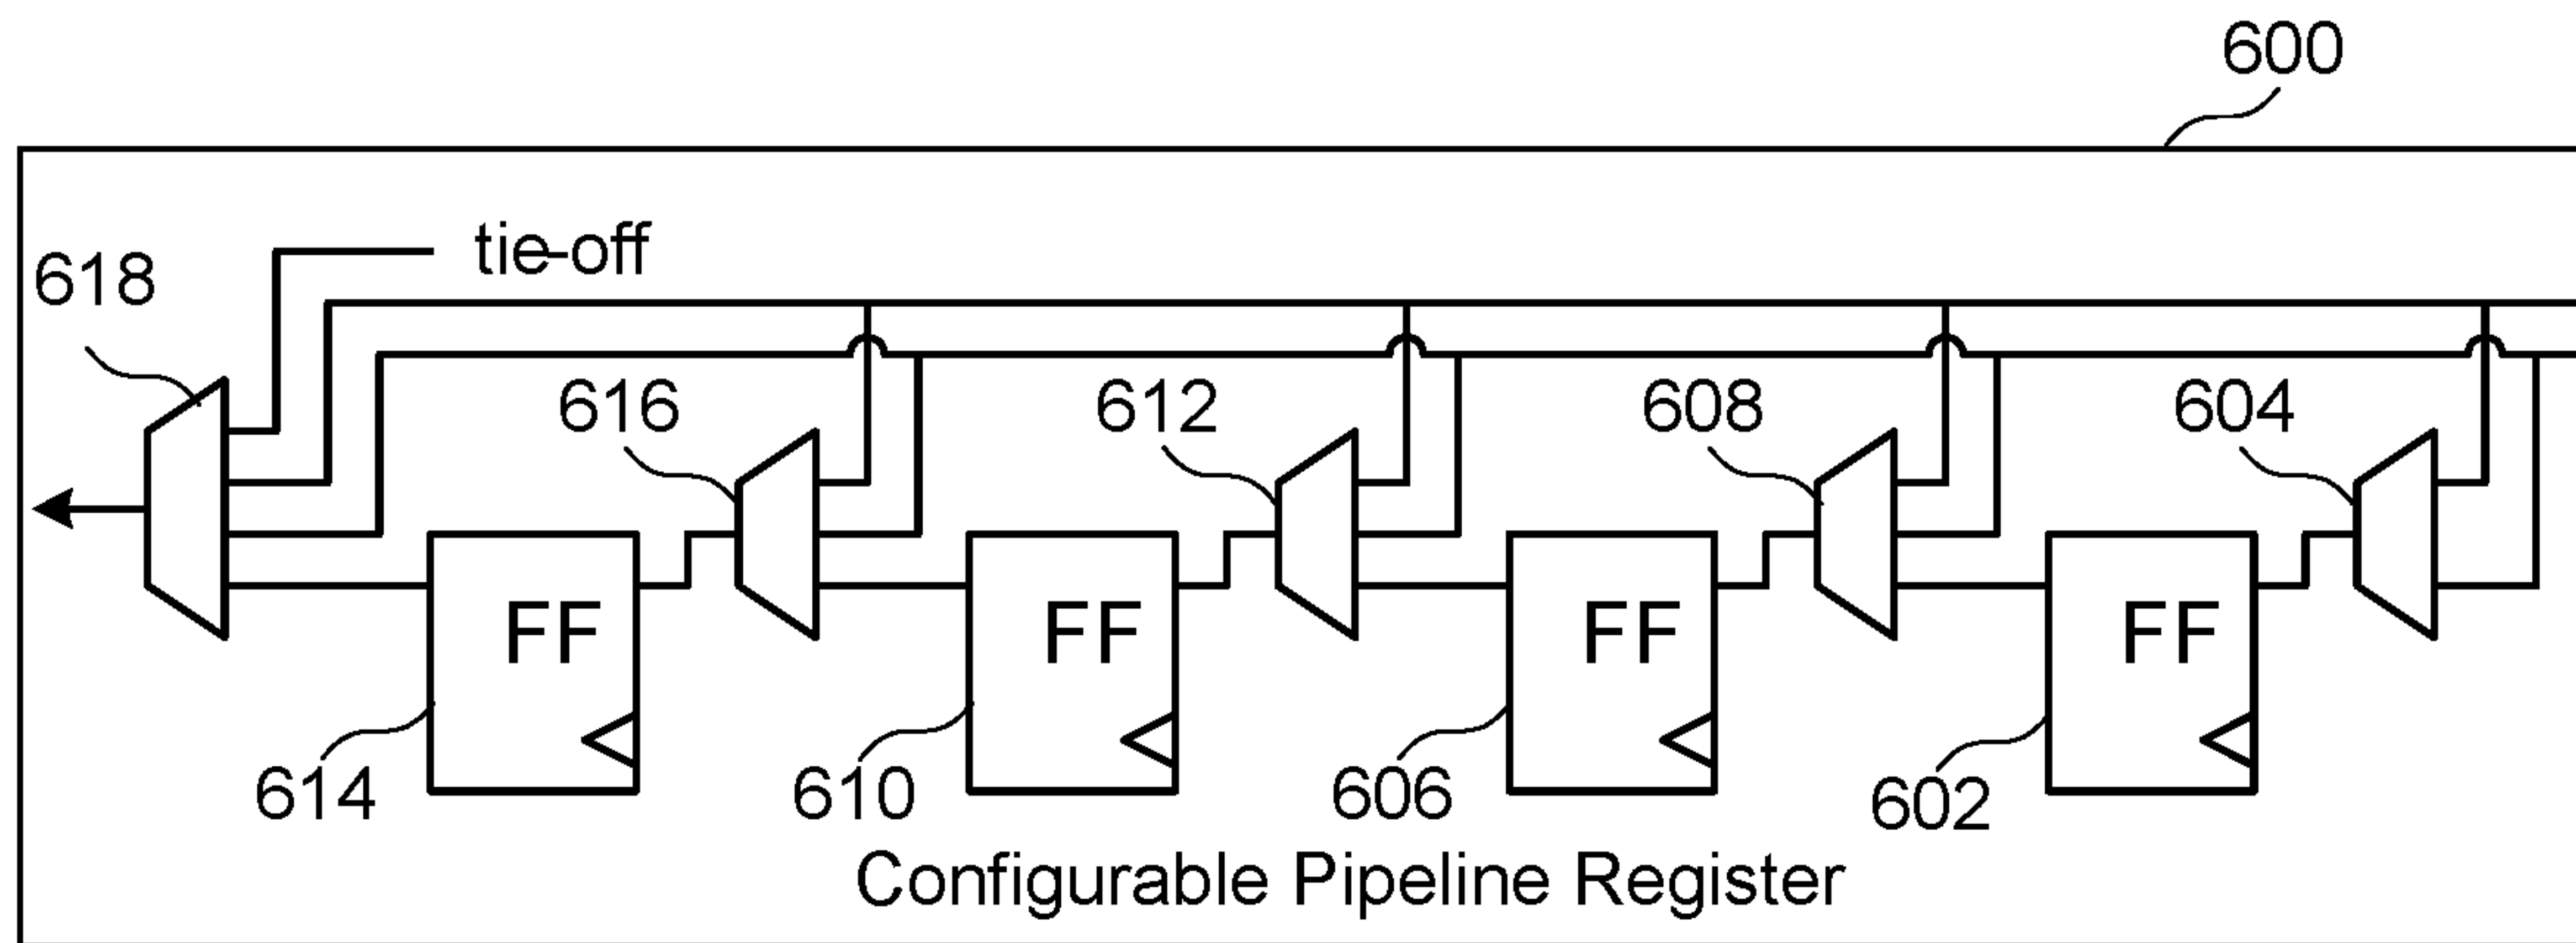 600
tie-off
618
616
612
608
604
FF
FF
FF
FF
614
610
606
602
Configurable Pipeline Register